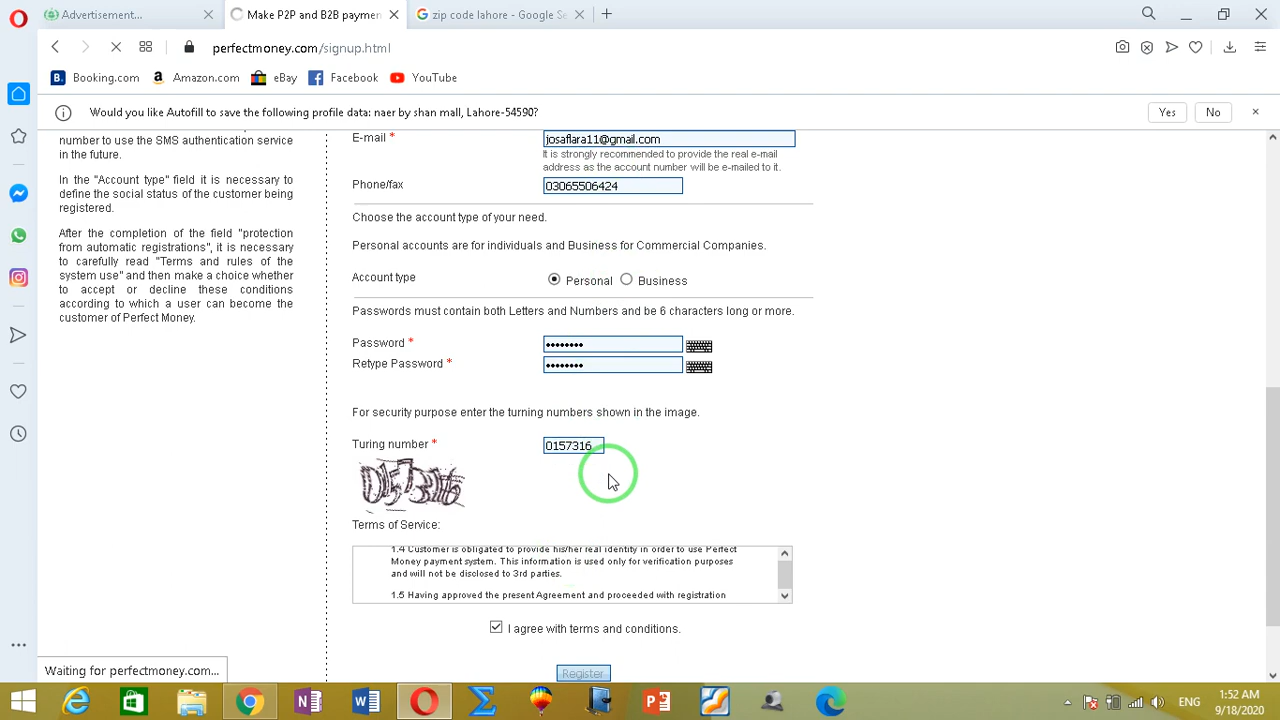 Advertisement...
Make P2P and B2B paymen
zip code lahore - Google Se
perfectmoney.com/signup.html
Booking.com
Amazon.com
eBay
Facebook
YouTube
Would you like Autofill to save the following profile data: naer by shan mall, Lahore-54590?
Yes
No
number to use the SMS authentication service
in the future.
In the "Account type" field it is necessary to
define the social status of the customer being
registered.
After the completion of the field "protection
from automatic registrations", it is necessary
to carefully read "Terms and rules of the
system use" and then make a choice whether
to accept or decline these conditions
according to which a user can become the
customer of Perfect Money.
E-mail *
josaflara11@gmail.com
It is strongly recommended to provide the real e-mail
address as the account number will be e-mailed to it.
Phone/fax
03065506424
Choose the account type of your need.
Personal accounts are for individuals and Business for Commercial Companies.
Account type
Personal
Business
Passwords must contain both Letters and Numbers and be 6 characters long or more.
Password *
••••••••
Retype Password *
••••••••
For security purpose enter the turning numbers shown in the image.
Turing number *
0157316
0157316
Terms of Service:
1.4 Customer is obligated to provide his/her real identity in order to use Perfect
Money payment system. This information is used only for verification purposes
and will not be disclosed to 3rd parties.
1.5 Having approved the present Agreement and proceeded with registration
I agree with terms and conditions.
Register
Waiting for perfectmoney.com...
ENG
1:52 AM
9/18/2020